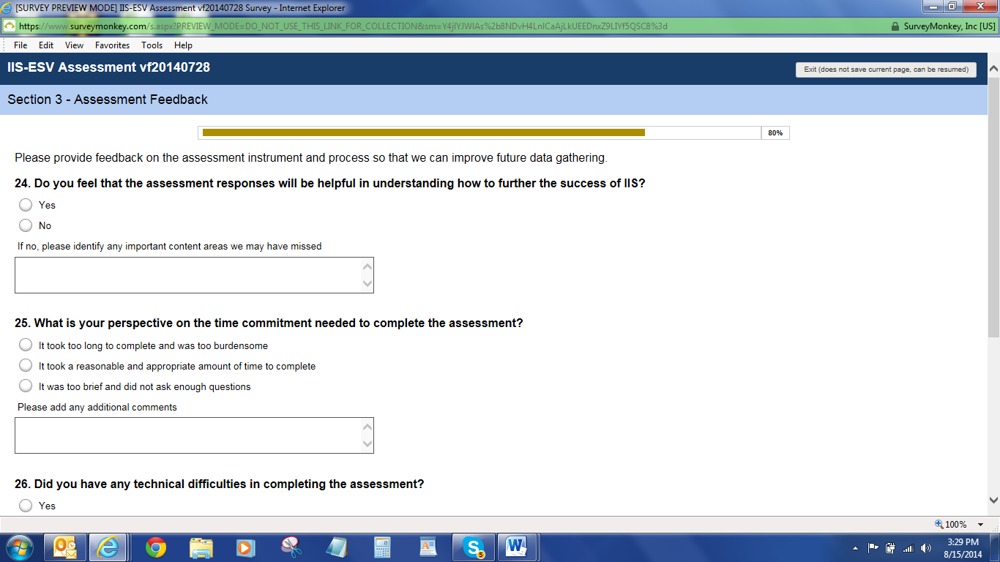 [SURVEY PREVIEW MODE] IIS-ESV Assessment vf20140728 Survey - Internet Explorer
https://www.surveymonkey.com/s.aspx?PREVIEW_MODE=DO_NOT_USE_THIS_LINK_FOR_COLLECTION&sm=Y4jIYJWIAs%2b8NDvH4LnICaAjLkUEEDnxZ9LIYf5QSC8%3d SurveyMonkey, Inc [US]
File Edit View Favorites Tools Help
IIS-ESV Assessment vf20140728
Exit (does not save current page, can be resumed)
Section 3 - Assessment Feedback
80%
Please provide feedback on the assessment instrument and process so that we can improve future data gathering.
24. Do you feel that the assessment responses will be helpful in understanding how to further the success of IIS?
Yes
No
If no, please identify any important content areas we may have missed
25. What is your perspective on the time commitment needed to complete the assessment?
It took too long to complete and was too burdensome
It took a reasonable and appropriate amount of time to complete
It was too brief and did not ask enough questions
Please add any additional comments
26. Did you have any technical difficulties in completing the assessment?
Yes
100%
5
3:29 PM
8/15/2014